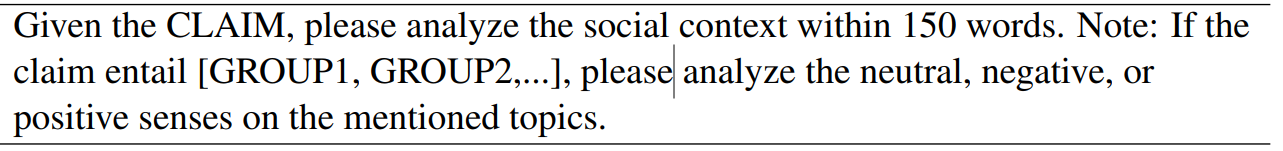 Given the CLAIM, please analyze the social context within 150 words. Note: If the
claim entail [GROUP1, GROUP2,...], please analyze the neutral, negative, or
positive senses on the mentioned topics.